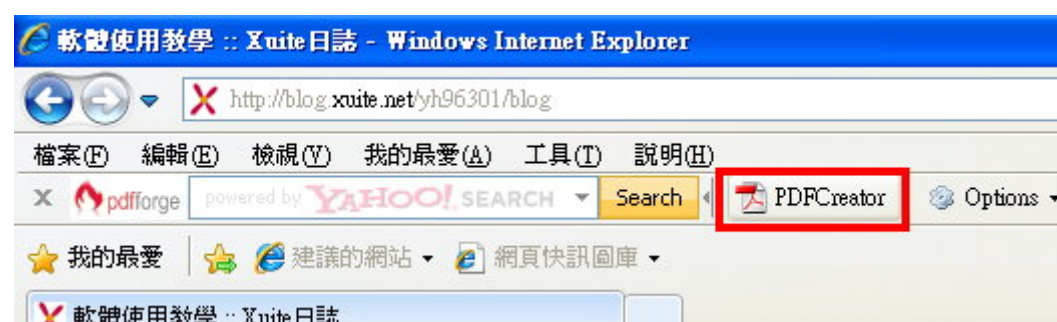 軟體使用教學 :: Xuite日誌 - Windows Internet Explorer
http://blog.xuite.net/yh96301/blog
檔案(F) 編輯(E) 檢視(V) 我的最愛(A) 工具(T) 說明(H)
X pdfforge powered by YAHOO! SEARCH Search PDFCreator Options
我的最愛 建議的網站 網頁快訊圖庫
軟體使用教學 :: Xuite日誌